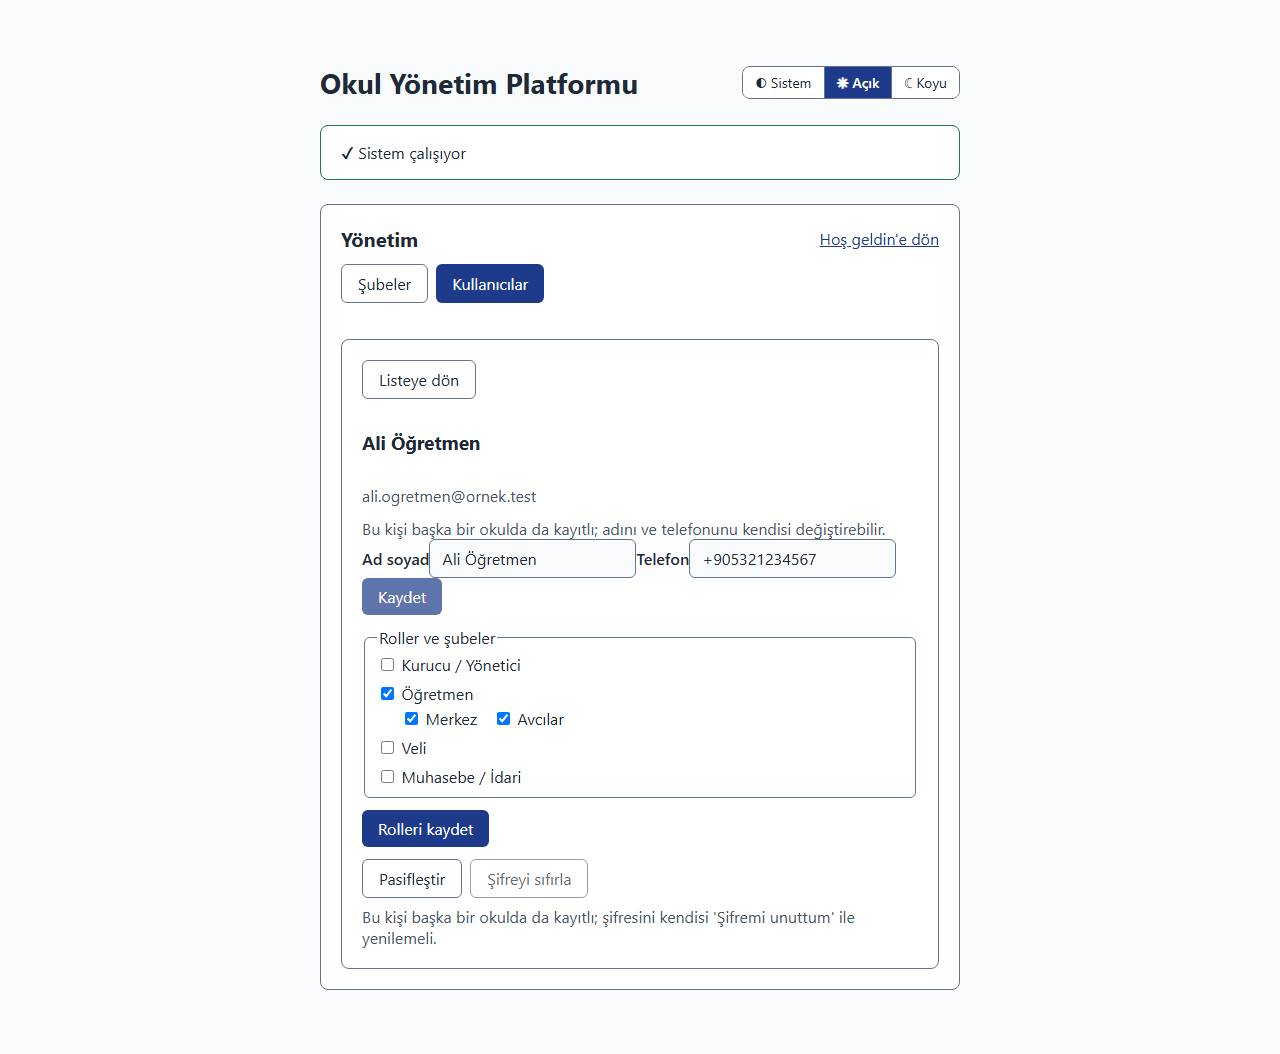 Okul Yönetim Platformu
◐ Sistem
❋ Açık
☾ Koyu
✓ Sistem çalışıyor
Yönetim
Hoş geldin'e dön
Şubeler
Kullanıcılar
Listeye dön
Ali Öğretmen
ali.ogretmen@ornek.test
Bu kişi başka bir okulda da kayıtlı; adını ve telefonunu kendisi değiştirebilir.
Ad soyad Ali Öğretmen Telefon +905321234567
Kaydet
Roller ve şubeler
Kurucu / Yönetici
Öğretmen
Merkez Avcılar
Veli
Muhasebe / İdari
Rolleri kaydet
Pasifleştir Şifreyi sıfırla
Bu kişi başka bir okulda da kayıtlı; şifresini kendisi 'Şifremi unuttum' ile
yenilemeli.